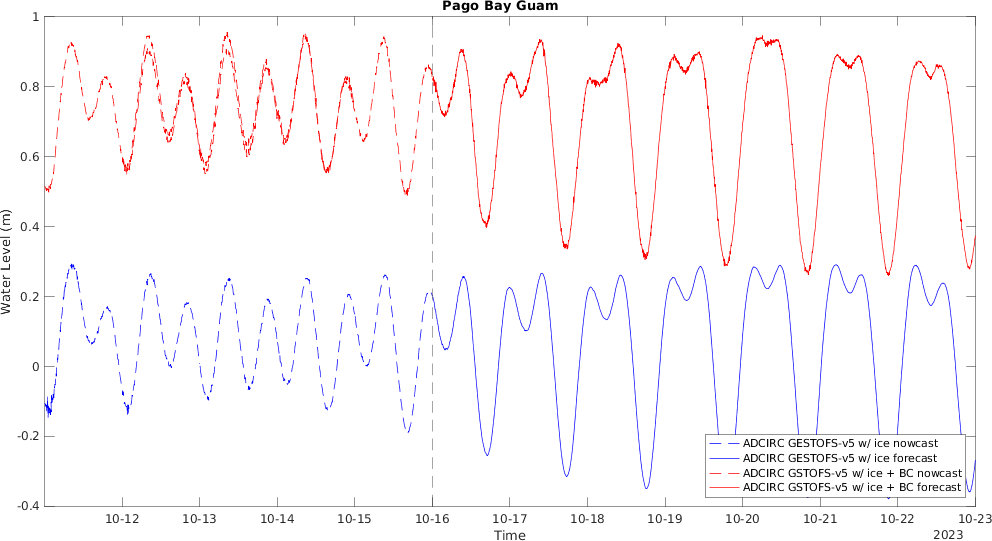 Pago Bay Guam
1
0.8
0.6
0.4
0.2
0
-0.2
-0.4
Water Level (m)
ADCIRC GESTOFS-v5 w/ ice nowcast
ADCIRC GESTOFS-v5 w/ ice forecast
ADCIRC GSTOFS-v5 w/ ice + BC nowcast
ADCIRC GSTOFS-v5 w/ ice + BC forecast
10-12 10-13 10-14 10-15 10-16 10-17 10-18 10-19 10-20 10-21 10-22 10-23
Time
2023